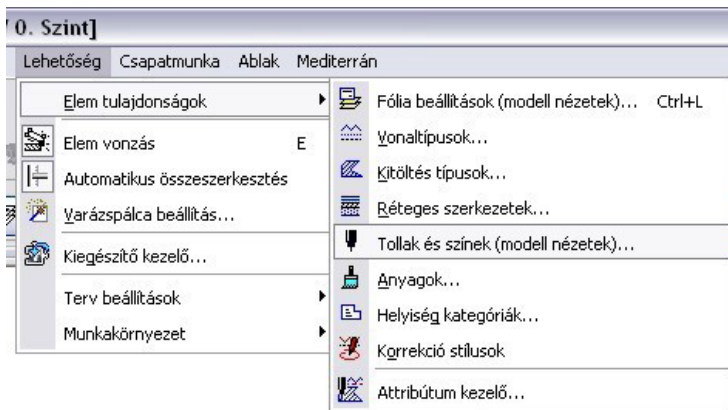 0. Szint]
Lehetőség Csapatmunka Ablak Mediterrán
Elem tulajdonságok
Elem vonzás E
Automatikus összeszerkesztés
Varázspálca beállítás...
Kiegészítő kezelő...
Terv beállítások
Munkakörnyezet
Fólia beállítások (modell nézetek)... Ctrl+L
Vonaltípusok...
Kitöltés típusok...
Réteges szerkezetek...
Tollak és színek (modell nézetek)...
Anyagok...
Helyiség kategóriák...
Korrekció stílusok
Attribútum kezelő...